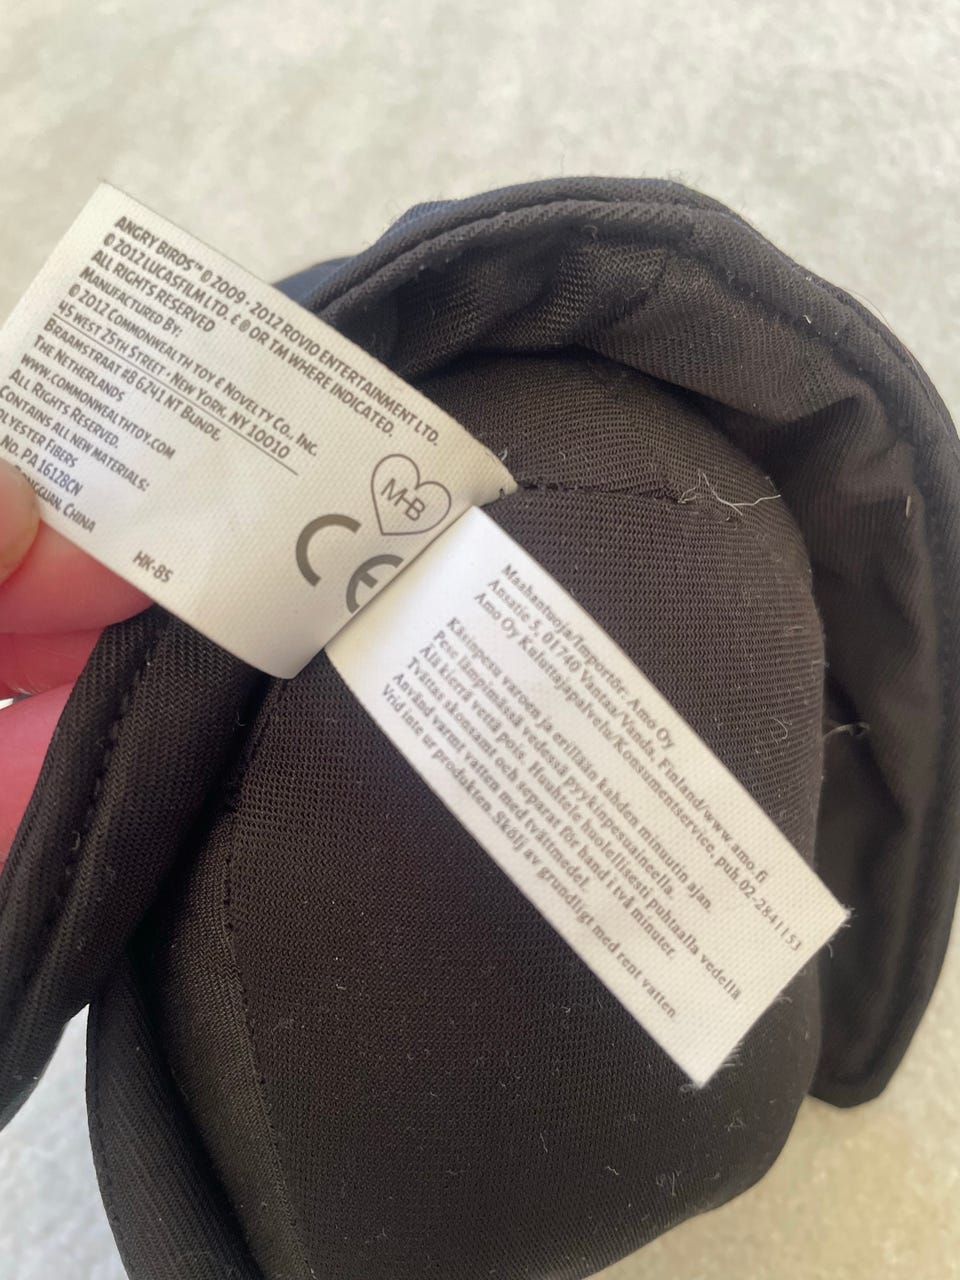 ANGRY BIRDS™ © 2009 - 2012 ROVIO ENTERTAINMENT LTD.
© 2012 LUCASFILM LTD. & ® OR TM WHERE INDICATED.
ALL RIGHTS RESERVED
MANUFACTURED BY:
© 2012 COMMONWEALTH TOY & NOVELTY CO., INC.
45 WEST 25TH STREET • NEW YORK, NY 10010
BRAAMSTRAAT #8 6741 NT BUNDE,
THE NETHERLANDS
WWW.COMMONWEALTHTOY.COM
ALL RIGHTS RESERVED.
CONTAINS ALL NEW MATERIALS:
POLYESTER FIBERS
NO. PA 16128CN
CHINA
HK-85
MHB
CE
Maahantuoja/Importör: Amo Oy
Ansatie 5, 01740 Vantaa/Vanda, Finland/www.amo.fi
Amo Oy Kuluttajapalvelu/Konsumentservice, puh.02-2841153
Käsinpesu varoen ja erillään kahden minuutin ajan.
Pese lämpimässä vedessä pyykinpesuaineella.
Älä kierrä vettä pois. Huuhtele huolellisesti puhtaalla vedellä
Tvättas skonsamt och separat för hand i två minuter.
Använd varmt vatten med tvättmedel.
Vrid inte ur produkten. Skölj av grundligt med rent vatten.